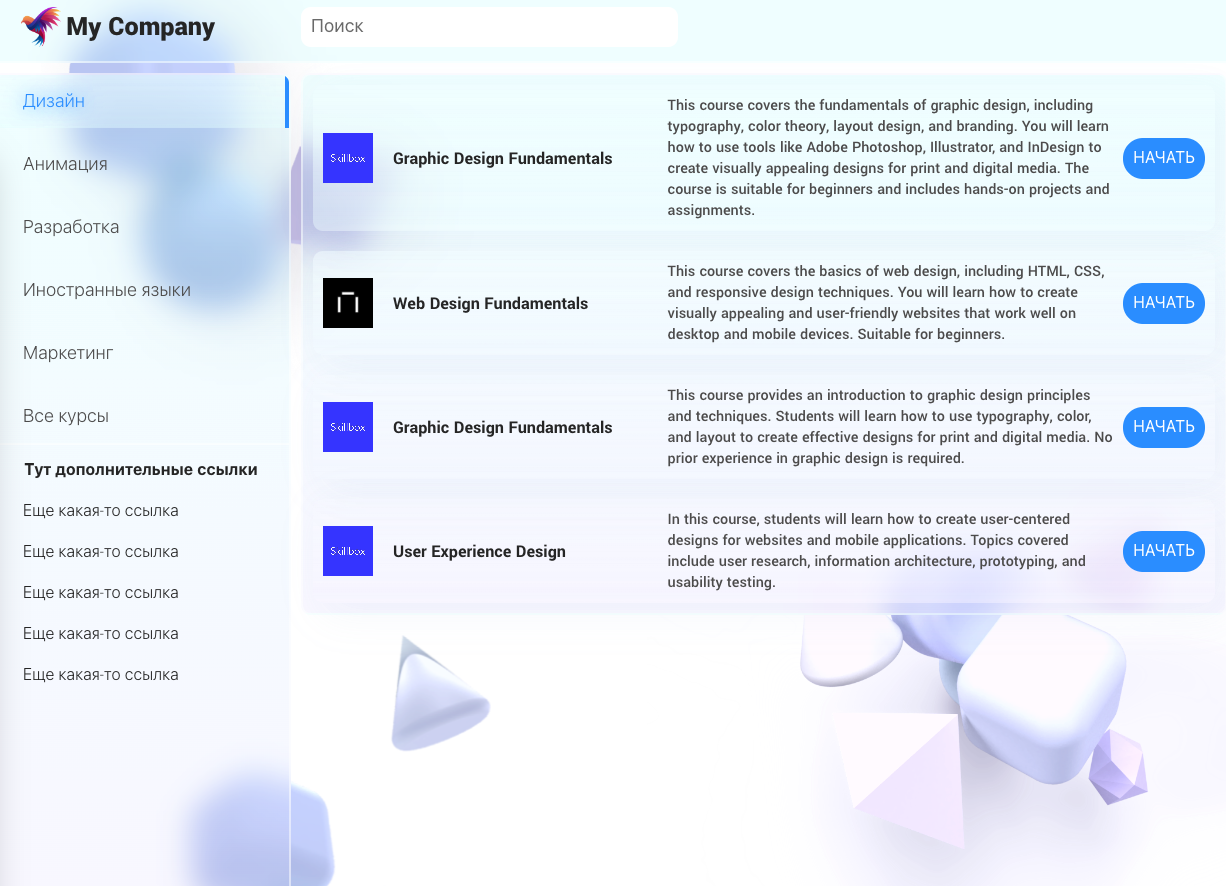 My Company
Поиск
Дизайн
Анимация
Разработка
Иностранные языки
Маркетинг
Все курсы
Тут дополнительные ссылки
Еще какая-то ссылка
Еще какая-то ссылка
Еще какая-то ссылка
Еще какая-то ссылка
Еще какая-то ссылка
Skillbox
Graphic Design Fundamentals
This course covers the fundamentals of graphic design, including
typography, color theory, layout design, and branding. You will learn
how to use tools like Adobe Photoshop, Illustrator, and InDesign to
create visually appealing designs for print and digital media. The
course is suitable for beginners and includes hands-on projects and
assignments.
НАЧАТЬ
Web Design Fundamentals
This course covers the basics of web design, including HTML, CSS,
and responsive design techniques. You will learn how to create
visually appealing and user-friendly websites that work well on
desktop and mobile devices. Suitable for beginners.
НАЧАТЬ
Skillbox
Graphic Design Fundamentals
This course provides an introduction to graphic design principles
and techniques. Students will learn how to use typography, color,
and layout to create effective designs for print and digital media. No
prior experience in graphic design is required.
НАЧАТЬ
Skillbox
User Experience Design
In this course, students will learn how to create user-centered
designs for websites and mobile applications. Topics covered
include user research, information architecture, prototyping, and
usability testing.
НАЧАТЬ